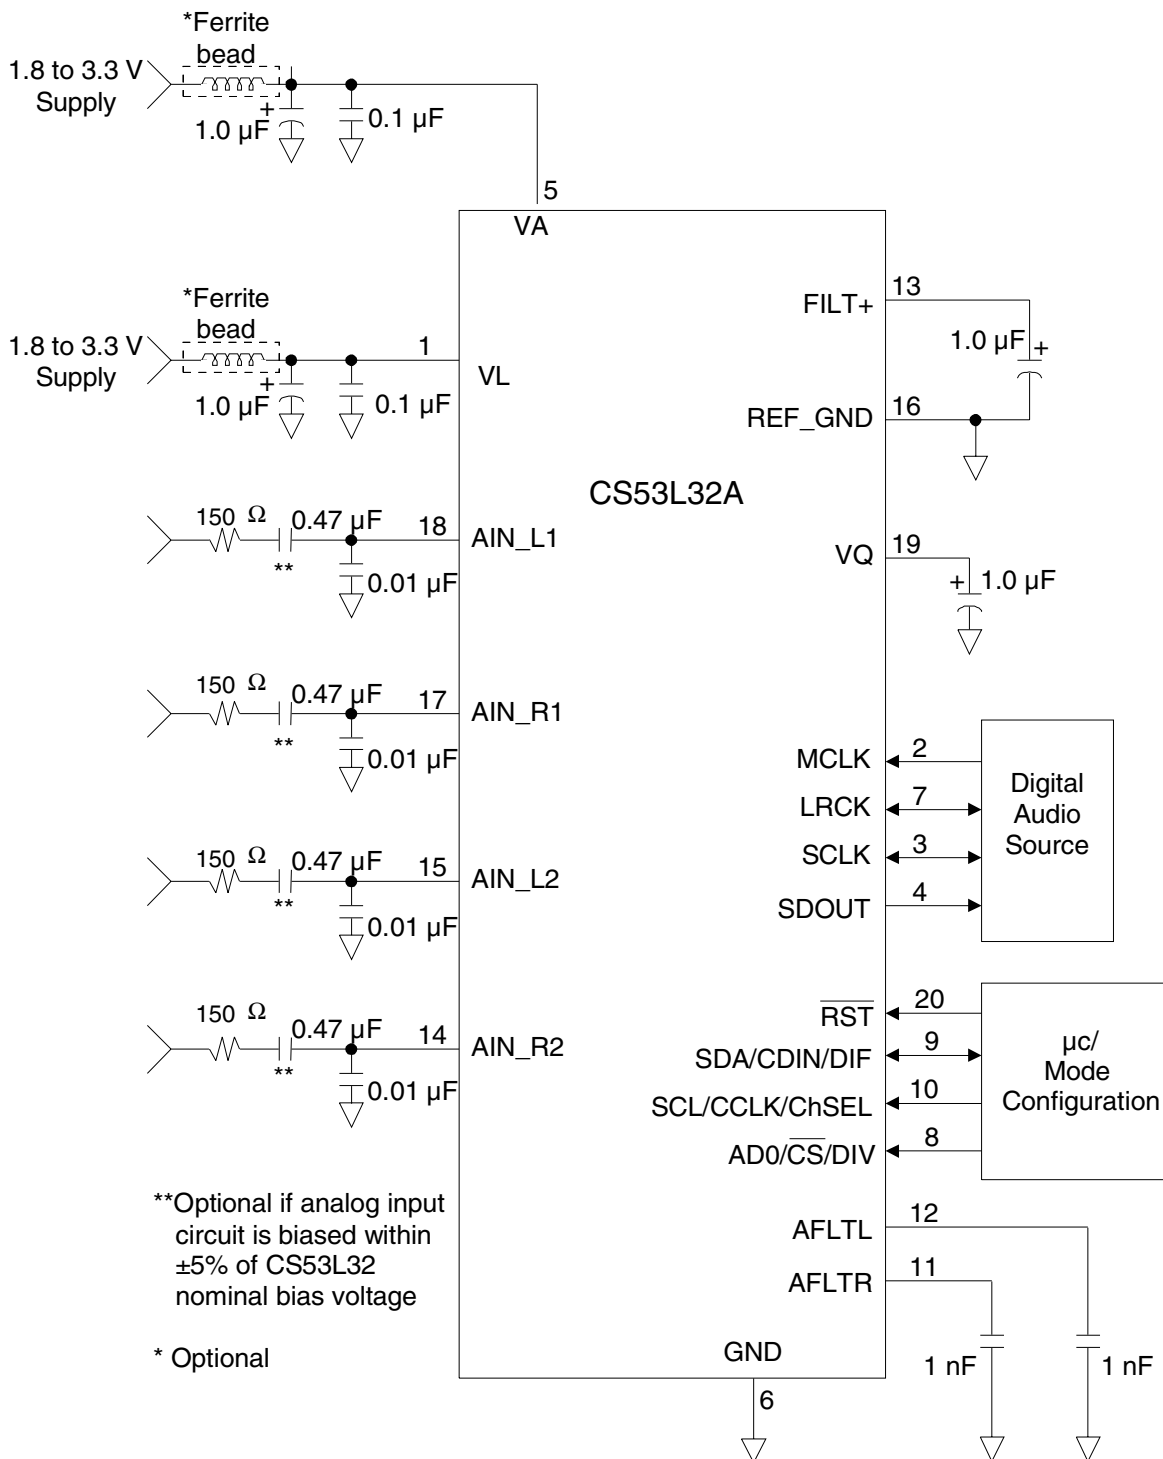 *Ferrite
bead
1.8 to 3.3 V
Supply
+
1.0 µF
0.1 µF
5
VA
*Ferrite
bead
1.8 to 3.3 V
Supply
+
1.0 µF
0.1 µF
1
VL
13
FILT+
1.0 µF
+
16
REF_GND
CS53L32A
150 Ω
0.47 µF
**
18
AIN_L1
0.01 µF
19
VQ
+
1.0 µF
150 Ω
0.47 µF
**
17
AIN_R1
0.01 µF
150 Ω
0.47 µF
**
15
AIN_L2
0.01 µF
150 Ω
0.47 µF
**
14
AIN_R2
0.01 µF
MCLK
2
LRCK
7
SCLK
3
SDOUT
4
Digital
Audio
Source
RST
20
SDA/CDIN/DIF
9
SCL/CCLK/ChSEL
10
AD0/CS/DIV
8
µc/
Mode
Configuration
**Optional if analog input
circuit is biased within
±5% of CS53L32
nominal bias voltage
* Optional
AFLTL
12
AFLTR
11
1 nF
1 nF
GND
6